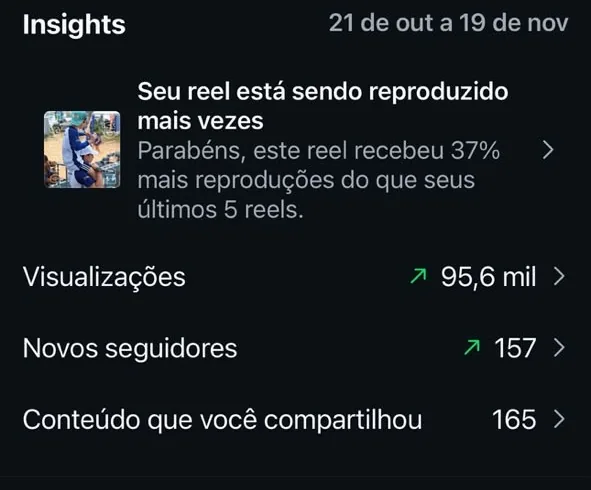 Insights
21 de out a 19 de nov
Seu reel está sendo reproduzido
mais vezes
Parabéns, este reel recebeu 37%
mais reproduções do que seus
últimos 5 reels.
Visualizações
95,6 mil
Novos seguidores
157
Conteúdo que você compartilhou
165